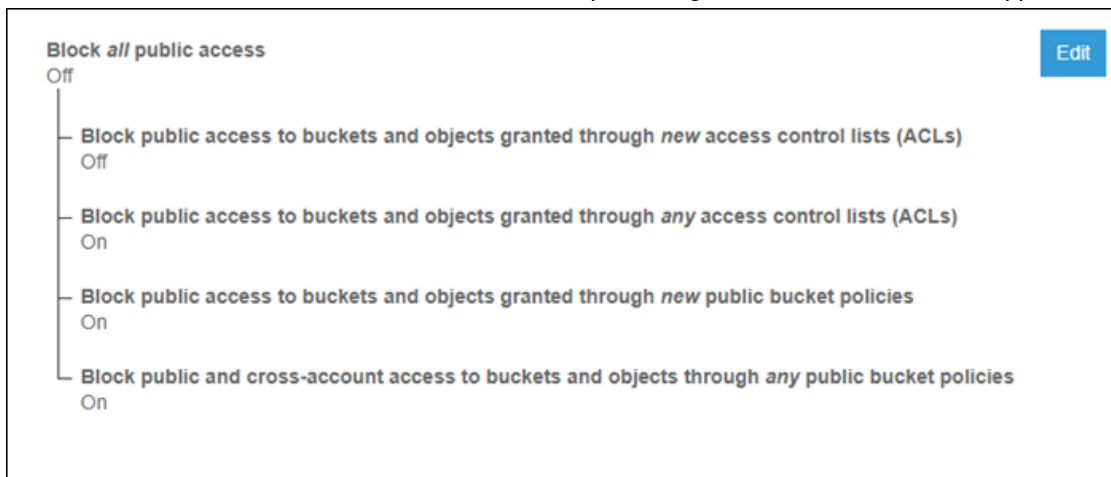 Block all public access
Edit
Off
Block public access to buckets and objects granted through new access control lists (ACLs)
Off
Block public access to buckets and objects granted through any access control lists (ACLs)
On
Block public access to buckets and objects granted through new public bucket policies
On
Block public and cross-account access to buckets and objects through any public bucket policies
On